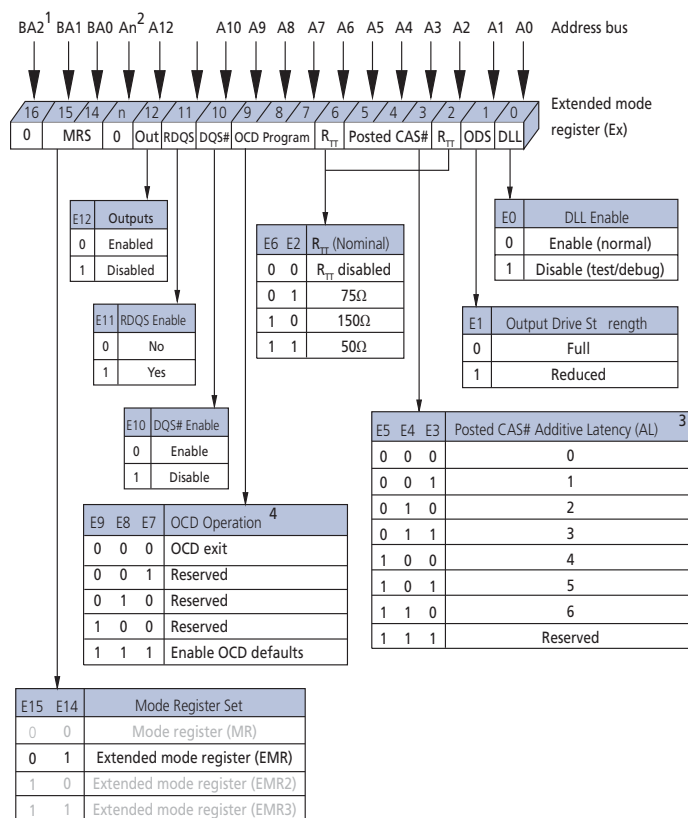 BA2 1 BA1 BA0 An 2 A12 A10 A9 A8 A7 A6 A5 A4 A3 A2 A1 A0 Address bus
16 15 14 n 12 11 10 9 8 7 6 5 4 3 2 1 0 Extended mode
0 MRS 0 Out RDQS DQS# OCD Program RTT Posted CAS# RTT ODS DLL register (Ex)
E12 Outputs
0 Enabled
1 Disabled
E11 RDQS Enable
0 No
1 Yes
E10 DQS# Enable
0 Enable
1 Disable
E6 E2 RTT (Nominal)
0 0 RTT disabled
0 1 75Ω
1 0 150Ω
1 1 50Ω
E0 DLL Enable
0 Enable (normal)
1 Disable (test/debug)
E1 Output Drive St rength
0 Full
1 Reduced
E5 E4 E3 Posted CAS# Additive Latency (AL) 3
0 0 0 0
0 0 1 1
0 1 0 2
0 1 1 3
1 0 0 4
1 0 1 5
1 1 0 6
1 1 1 Reserved
E9 E8 E7 OCD Operation 4
0 0 0 OCD exit
0 0 1 Reserved
0 1 0 Reserved
1 0 0 Reserved
1 1 1 Enable OCD defaults
E15 E14 Mode Register Set
0 0 Mode register (MR)
0 1 Extended mode register (EMR)
1 0 Extended mode register (EMR2)
1 1 Extended mode register (EMR3)